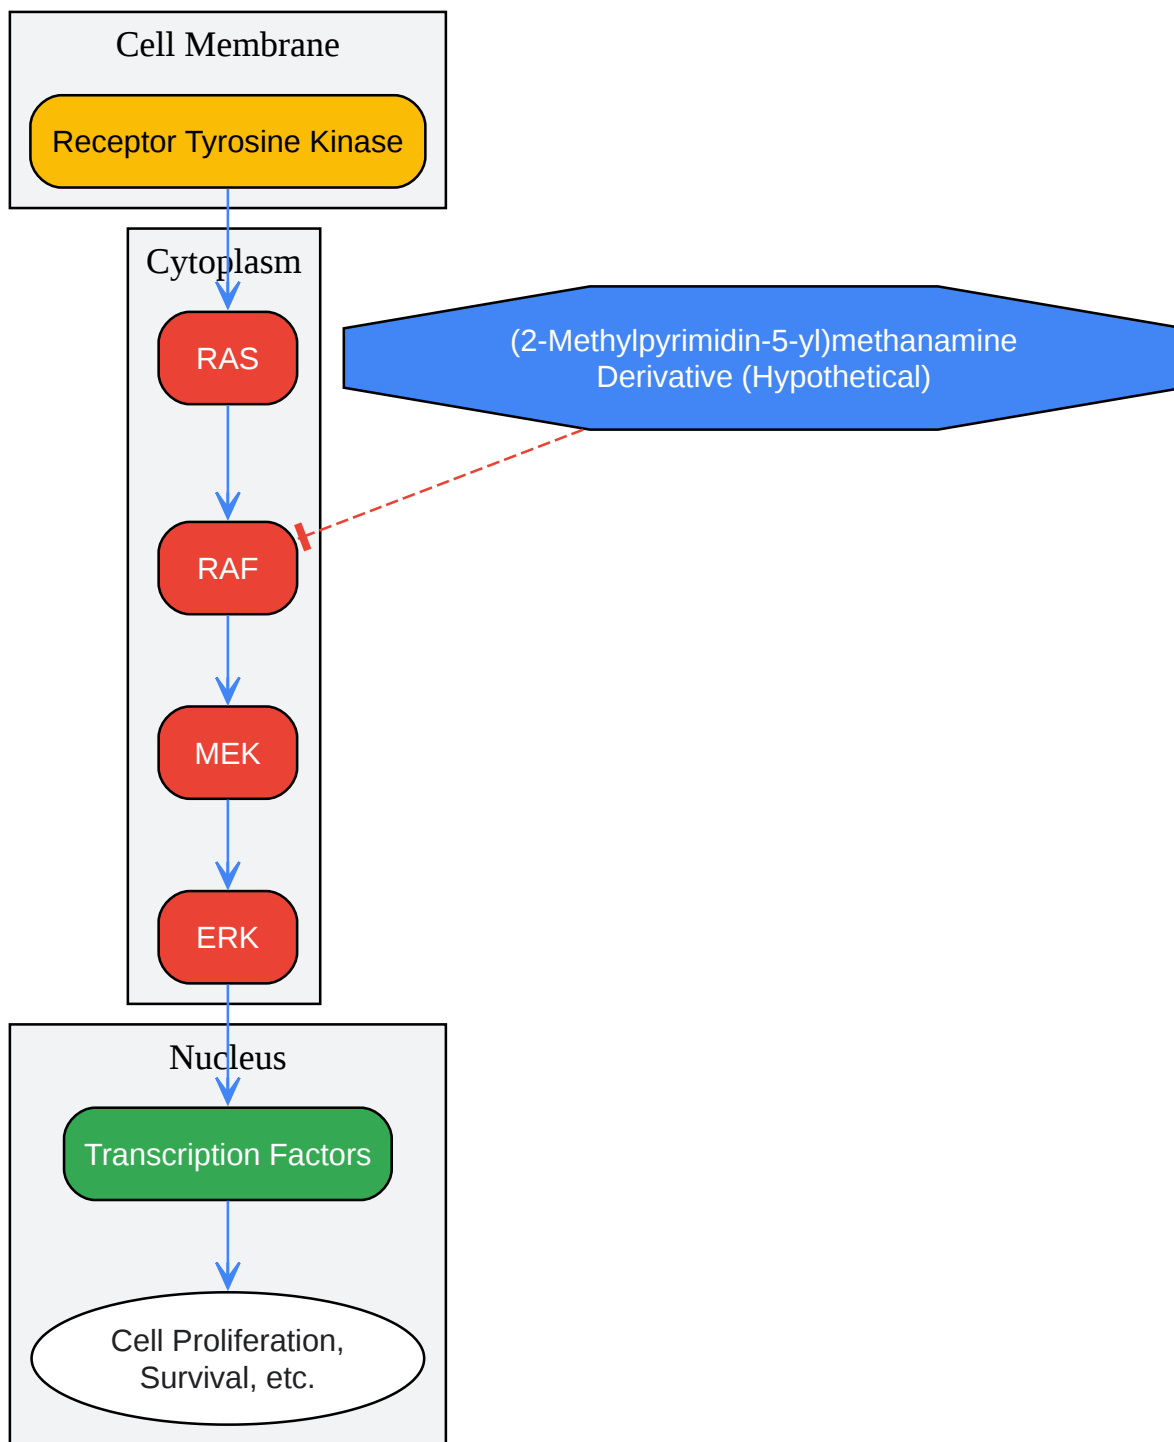 Cell Membrane
Receptor Tyrosine Kinase
Cytoplasm
RAS
(2-Methylpyrimidin-5-yl)methanamine
Derivative (Hypothetical)
RAF
MEK
ERK
Nucleus
Transcription Factors
Cell Proliferation,
Survival, etc.